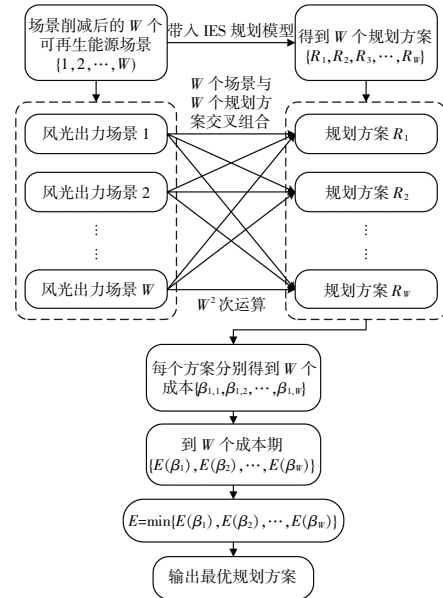 场景削减后的 W 个
可再生能源场景
{1,2,⋯,W)
带入 IES 规划模型
得到 W 个规划方案
{R₁,R₂,R₃,⋯,R_W}
W 个场景与
W 个规划方
案交叉组合
风光出力场景 1
规划方案 R₁
风光出力场景 2
规划方案 R₂
⋮
⋮
风光出力场景 W
规划方案 R_W
W² 次运算
每个方案分别得到 W 个
成本{β₁,₁,β₁,₂,⋯,β₁,W}
到 W 个成本期
{E(β₁),E(β₂),⋯,E(β_W)}
E=min{E(β₁),E(β₂),⋯,E(β_W)}
输出最优规划方案